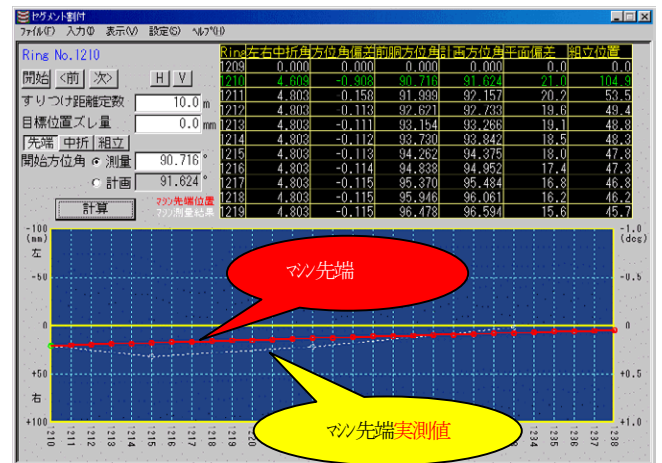 セグメント割付
ファイル(F) 入力(I) 表示(V) 設定(S) ヘルプ(H)
Ring No.1210
開始 <前 次> H V
すりつけ距離定数 10.0 m
目標位置ズレ量 0.0 mm
先端 中折 組立
開始方位角 測量 90.716 °
計画 91.624 °
計算
マシン先端位置
マシン測量結果
Ring 左右中折角 方位角偏差 前胴方位角 計画方位角 平面偏差 組立位置
1209 0.000 0.000 0.000 0.000 0.0 0.0
1210 4.609 -0.908 90.716 91.624 21.0 104.9
1211 4.803 -0.158 91.999 92.157 20.2 53.5
1212 4.803 -0.113 92.621 92.733 19.6 49.4
1213 4.803 -0.111 93.154 93.266 19.1 48.8
1214 4.803 -0.112 93.730 93.842 18.5 48.3
1215 4.803 -0.113 94.262 94.375 18.0 47.8
1216 4.803 -0.114 94.838 94.952 17.4 47.3
1217 4.803 -0.115 95.370 95.484 16.8 46.8
1218 4.803 -0.115 95.946 96.061 16.2 46.2
1219 4.803 -0.115 96.478 96.594 15.6 45.7
-100
(mm)
左
-50
0
+50
右
+100
-1.0
(deg)
-0.5
0
+0.5
+1.0
マシン先端
マシン先端実測値
1210 1211 1212 1213 1214 1215 1216 1217 1218 1219 1234 1235 1236 1237 1238